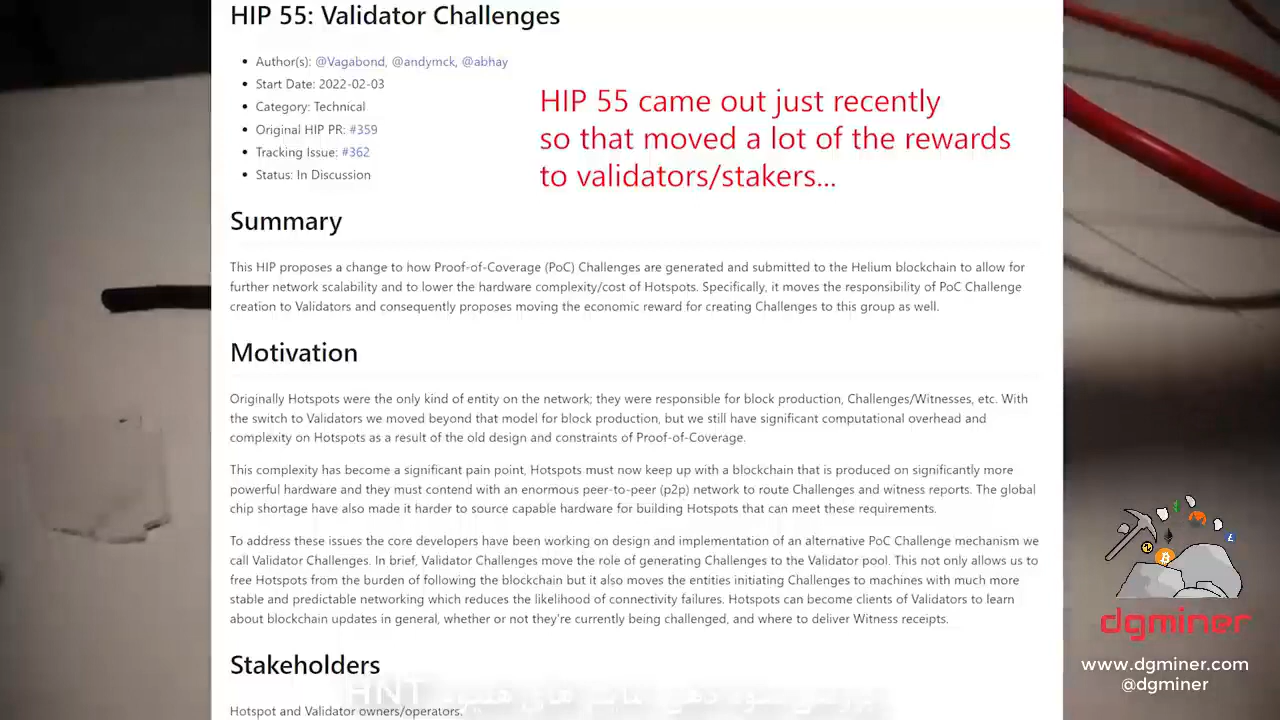 HIP 55: Validator Challenges
Author(s): @Vagabond, @andymck, @abhay
Start Date: 2022-02-03
Category: Technical
Original HIP PR: #359
Tracking Issue: #362
Status: In Discussion
HIP 55 came out just recently
so that moved a lot of the rewards
to validators/stakers...
Summary
This HIP proposes a change to how Proof-of-Coverage (PoC) Challenges are generated and submitted to the Helium blockchain to allow for
further network scalability and to lower the hardware complexity/cost of Hotspots. Specifically, it moves the responsibility of PoC Challenge
creation to Validators and consequently proposes moving the economic reward for creating Challenges to this group as well.
Motivation
Originally Hotspots were the only kind of entity on the network; they were responsible for block production, Challenges/Witnesses, etc. With
the switch to Validators we moved beyond that model for block production, but we still have significant computational overhead and
complexity on Hotspots as a result of the old design and constraints of Proof-of-Coverage.
This complexity has become a significant pain point, Hotspots must now keep up with a blockchain that is produced on significantly more
powerful hardware and they must contend with an enormous peer-to-peer (p2p) network to route Challenges and witness reports. The global
chip shortage have also made it harder to source capable hardware for building Hotspots that can meet these requirements.
To address these issues the core developers have been working on design and implementation of an alternative PoC Challenge mechanism we
call Validator Challenges. In brief, Validator Challenges move the role of generating Challenges to the Validator pool. This not only allows us to
free Hotspots from the burden of following the blockchain but it also moves the entities initiating Challenges to machines with much more
stable and predictable networking which reduces the likelihood of connectivity failures. Hotspots can become clients of Validators to learn
about blockchain updates in general, whether or not they're currently being challenged, and where to deliver Witness receipts.
Stakeholders
Hotspot and Validator owners/operators.
HNT
dgminer
www.dgminer.com
@dgminer